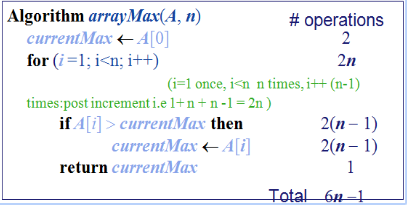 Algorithm arrayMax(A, n) # operations
currentMax ← A[0] 2
for (i =1; i<n; i++) 2n
(i=1 once, i<n n times, i++ (n-1)
times:post increment i.e 1+ n + n -1 = 2n )
if A[i] > currentMax then 2(n − 1)
currentMax ← A[i] 2(n − 1)
return currentMax 1
Total 6n −1